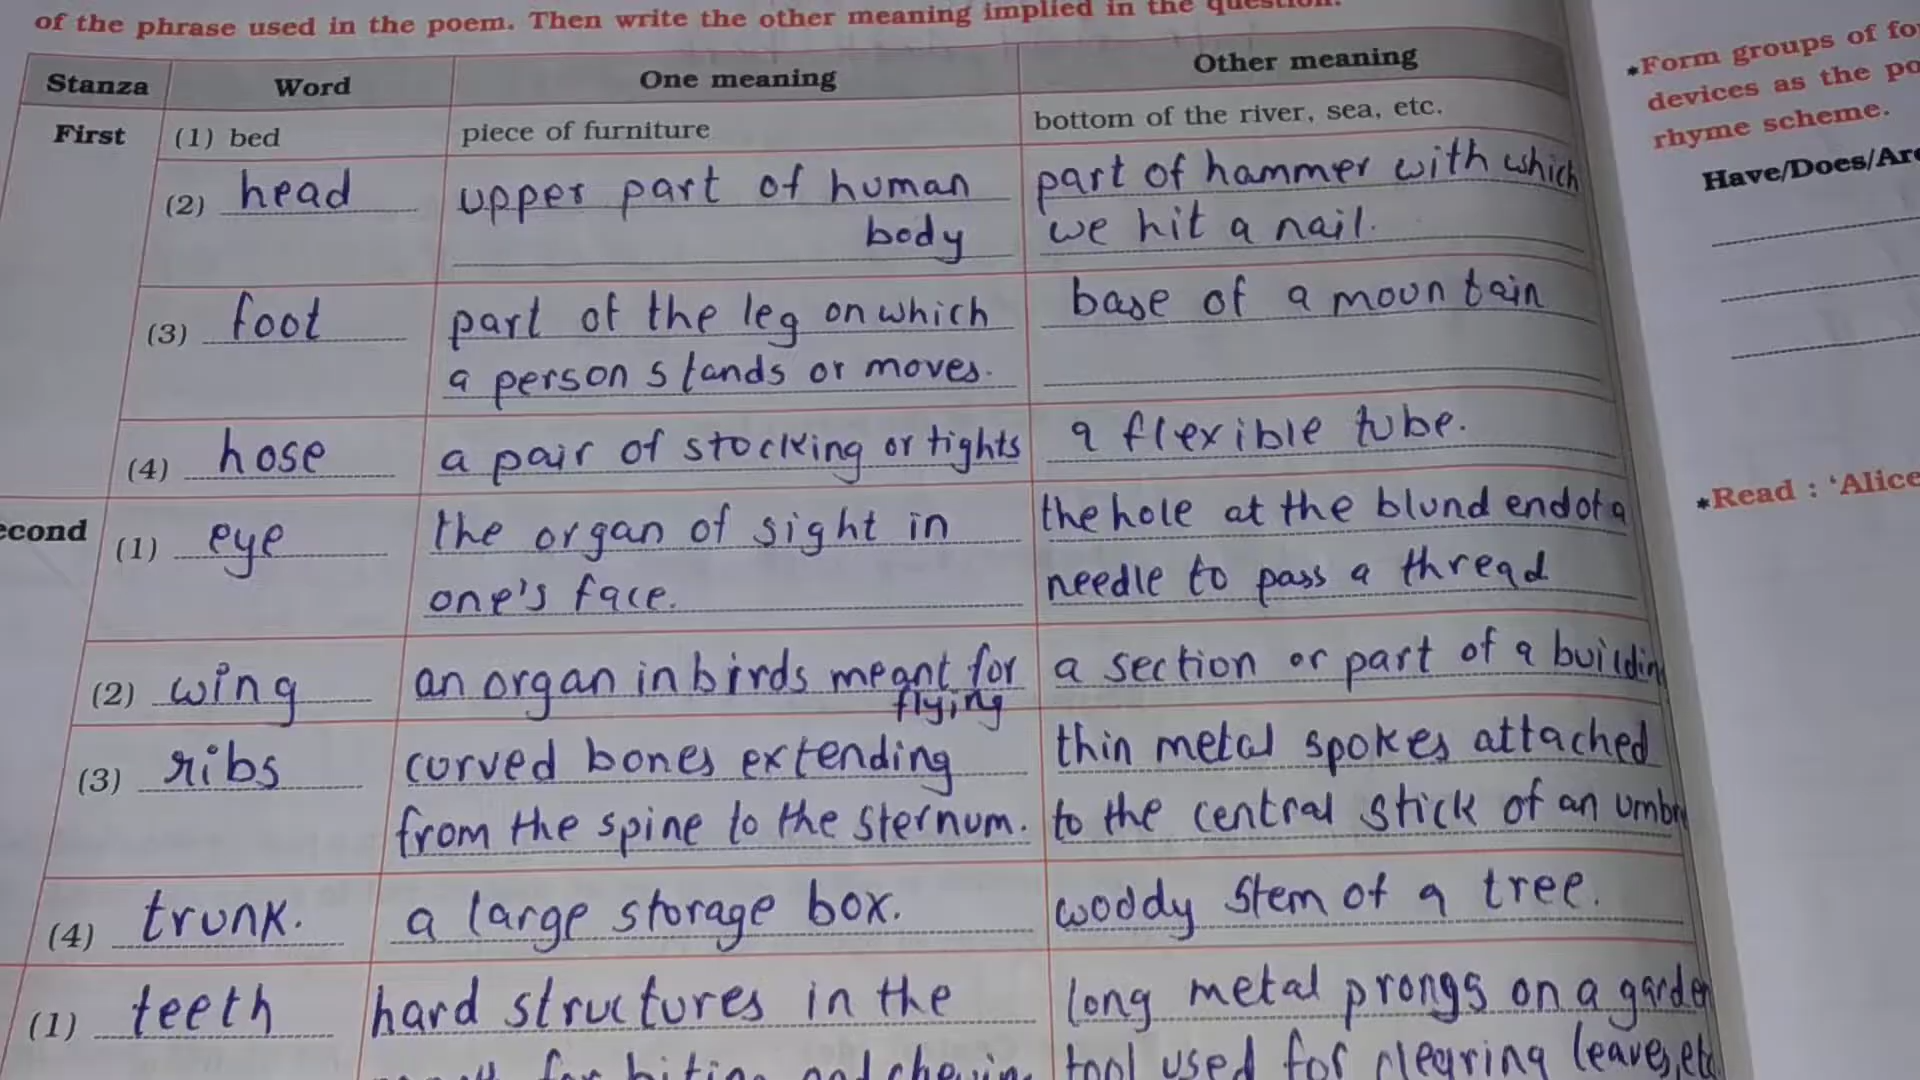 of the phrase used in the poem. Then write the other meaning implied in the question.
Stanza Word One meaning Other meaning
First (1) bed piece of furniture bottom of the river, sea, etc.
(2) head upper part of human body part of hammer with which
we hit a nail.
(3) foot part of the leg on which base of a mountain
a person stands or moves.
(4) hose a pair of stocking or tights a flexible tube.
econd (1) eye the organ of sight in the hole at the blund end of a
one's face. needle to pass a thread
(2) wing an organ in birds meant for flying a section or part of a buildin
(3) ribs curved bones extending thin metal spokes attached
from the spine to the sternum. to the central stick of an umbr
(4) trunk. a large storage box. woddy stem of a tree.
(1) teeth hard structures in the long metal prongs on a garden
for biting and tool used for clearing leaves, etc
*Form groups of fo
devices as the po
rhyme scheme.
Have/Does/Are
*Read : 'Alice